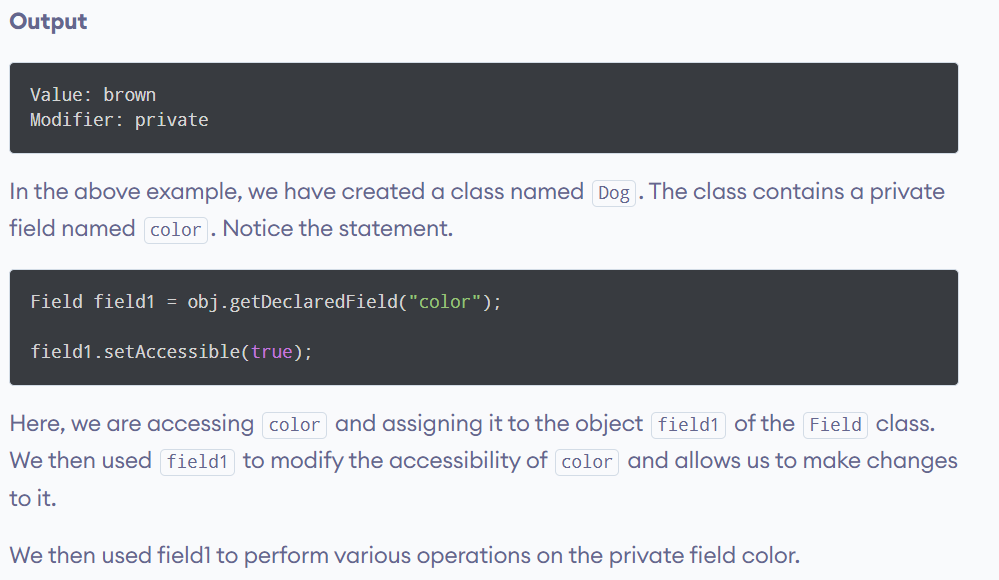 Output
Value: brown
Modifier: private
In the above example, we have created a class named Dog. The class contains a private
field named color. Notice the statement.
Field field1 = obj.getDeclaredField("color");
field1.setAccessible(true);
Here, we are accessing color and assigning it to the object field1 of the Field class.
We then used field1 to modify the accessibility of color and allows us to make changes
to it.
We then used field1 to perform various operations on the private field color.